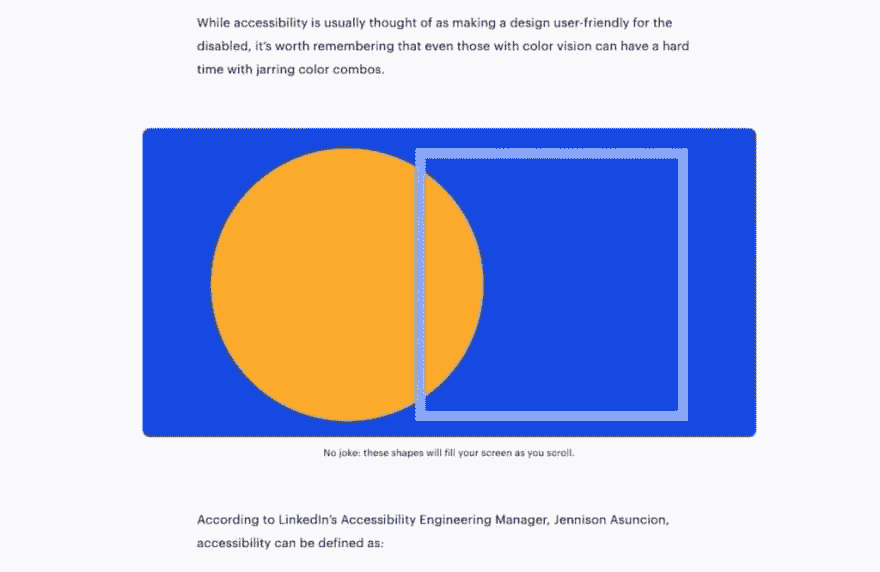 While accessibility is usually thought of as making a design user-friendly for the
disabled, it’s worth remembering that even those with color vision can have a hard
time with jarring color combos.
No joke: these shapes will fill your screen as you scroll.
According to LinkedIn’s Accessibility Engineering Manager, Jennison Asuncion,
accessibility can be defined as: